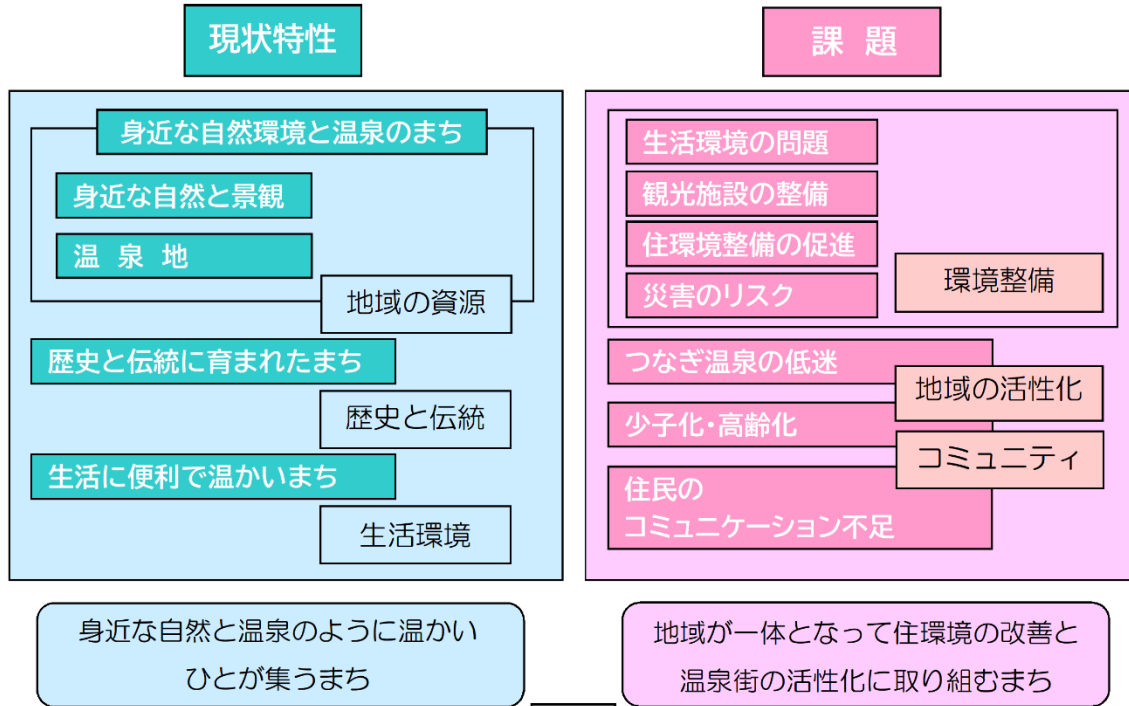 現状特性
身近な自然環境と温泉のまち
身近な自然と景観
温 泉 地
地域の資源
歴史と伝統に育まれたまち
歴史と伝統
生活に便利で温かいまち
生活環境
身近な自然と温泉のように温かい
ひとが集うまち
課 題
生活環境の問題
観光施設の整備
住環境整備の促進
災害のリスク
環境整備
つなぎ温泉の低迷
地域の活性化
少子化・高齢化
コミュニティ
住民の
コミュニケーション不足
地域が一体となって住環境の改善と
温泉街の活性化に取り組むまち